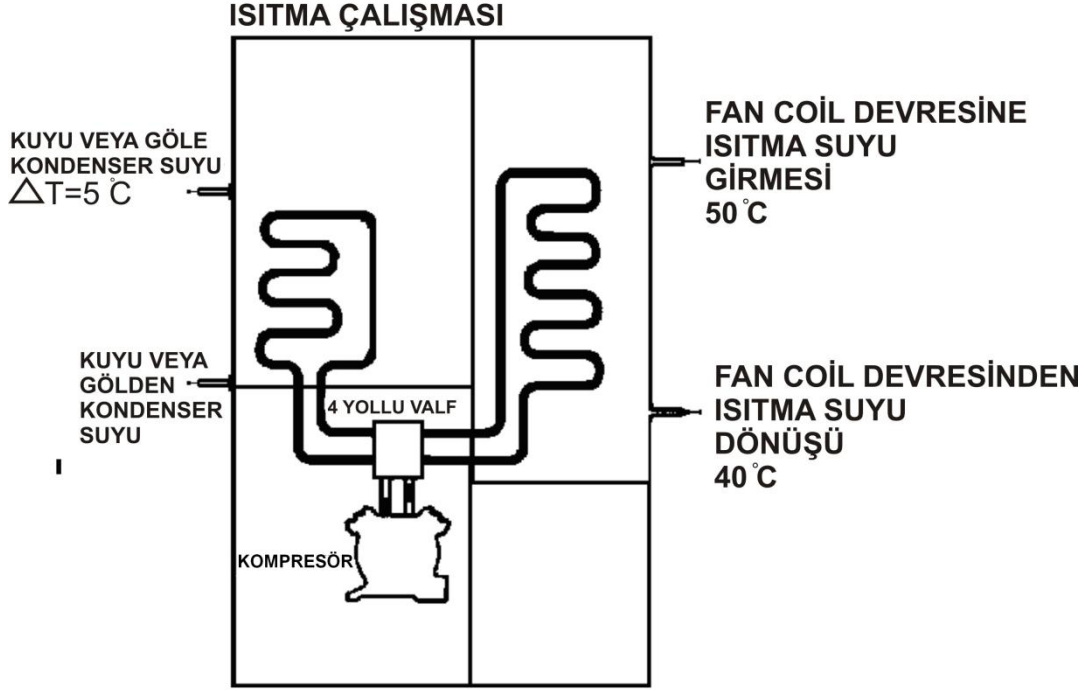 ISITMA ÇALIŞMASI
KUYU VEYA GÖLE
KONDENSER SUYU
△T=5 °C
KUYU VEYA
GÖLDEN
KONDENSER
SUYU
4 YOLLU VALF
KOMPRESÖR
FAN COİL DEVRESİNE
ISITMA SUYU
GİRMESİ
50 °C
FAN COİL DEVRESİNDEN
ISITMA SUYU
DÖNÜŞÜ
40 °C